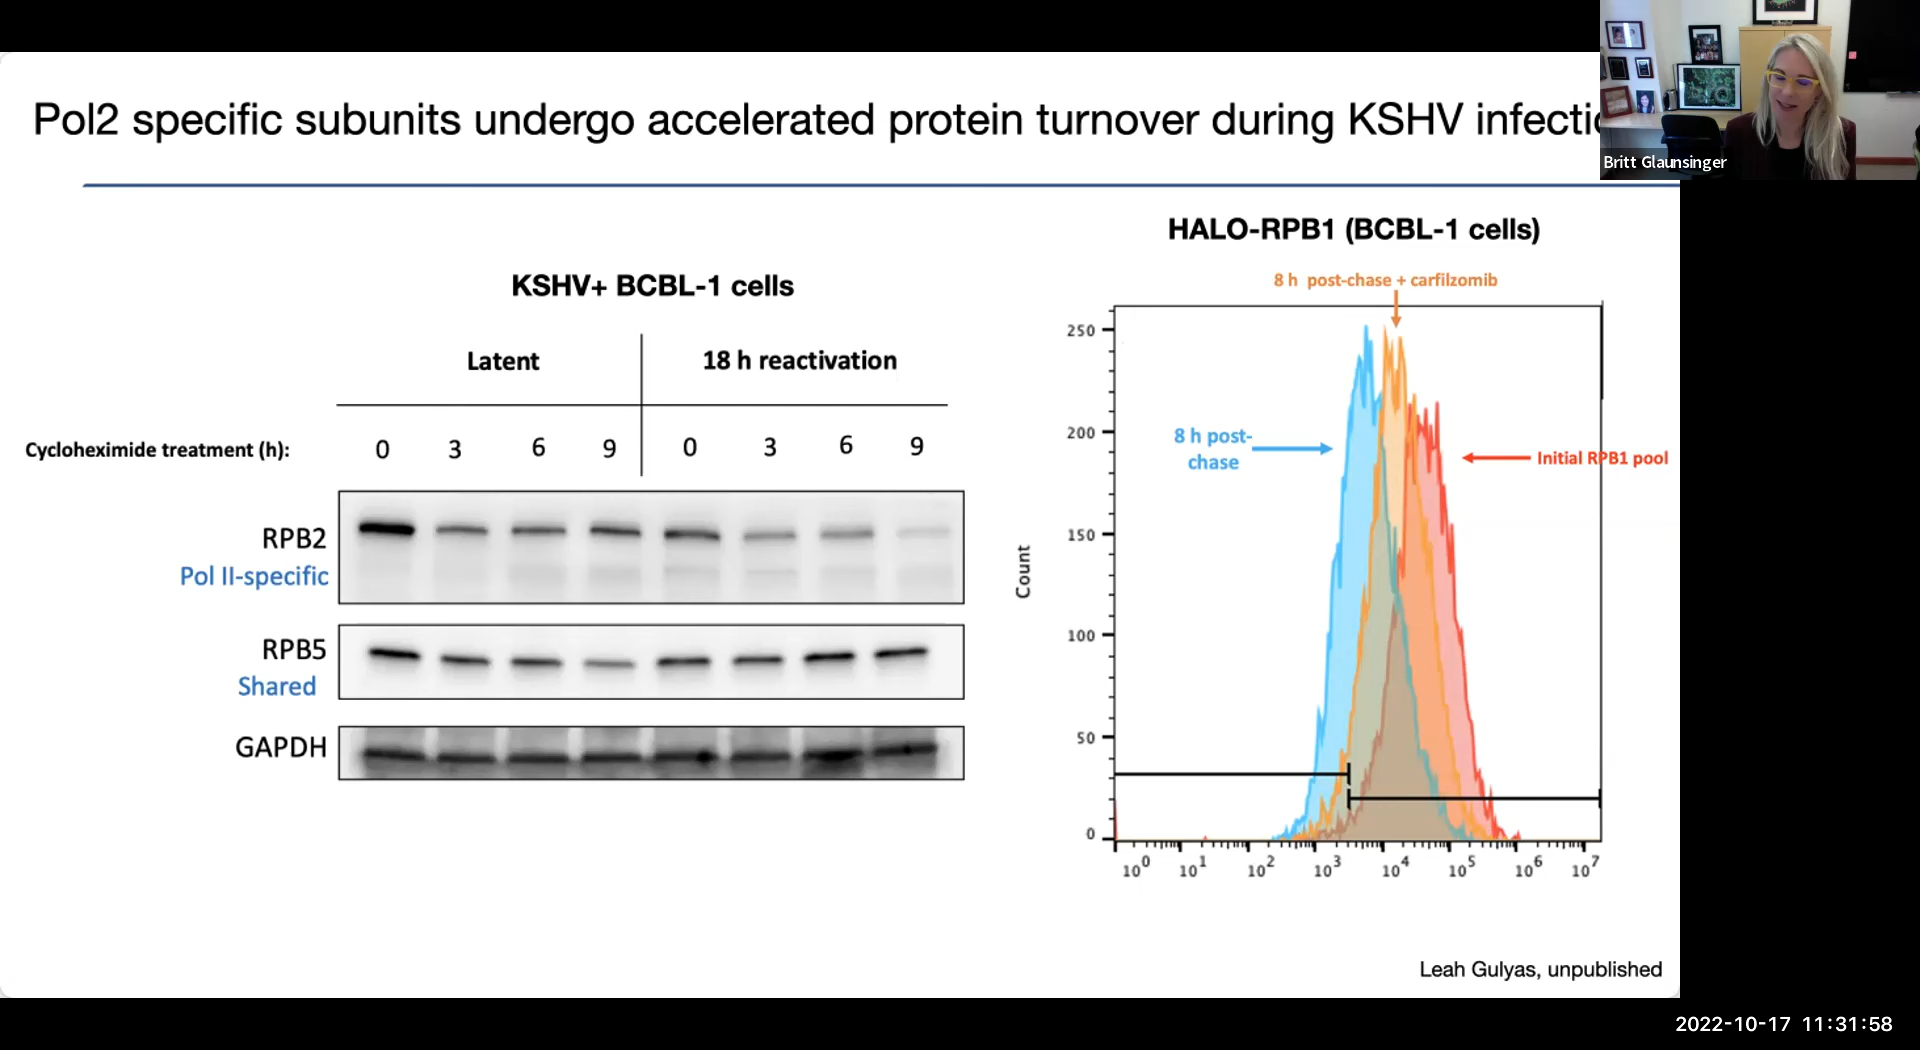 Pol2 specific subunits undergo accelerated protein turnover during KSHV infectio
Britt Glaunsinger
KSHV+ BCBL-1 cells
Latent
18 h reactivation
Cycloheximide treatment (h):
0 3 6 9 0 3 6 9
RPB2
Pol II-specific
RPB5
Shared
GAPDH
HALO-RPB1 (BCBL-1 cells)
8 h post-chase + carfilzomib
8 h post-
chase
Initial RPB1 pool
Count
250
200
150
100
50
0
10^0 10^1 10^2 10^3 10^4 10^5 10^6 10^7
Leah Gulyas, unpublished
2022-10-17 11:31:58